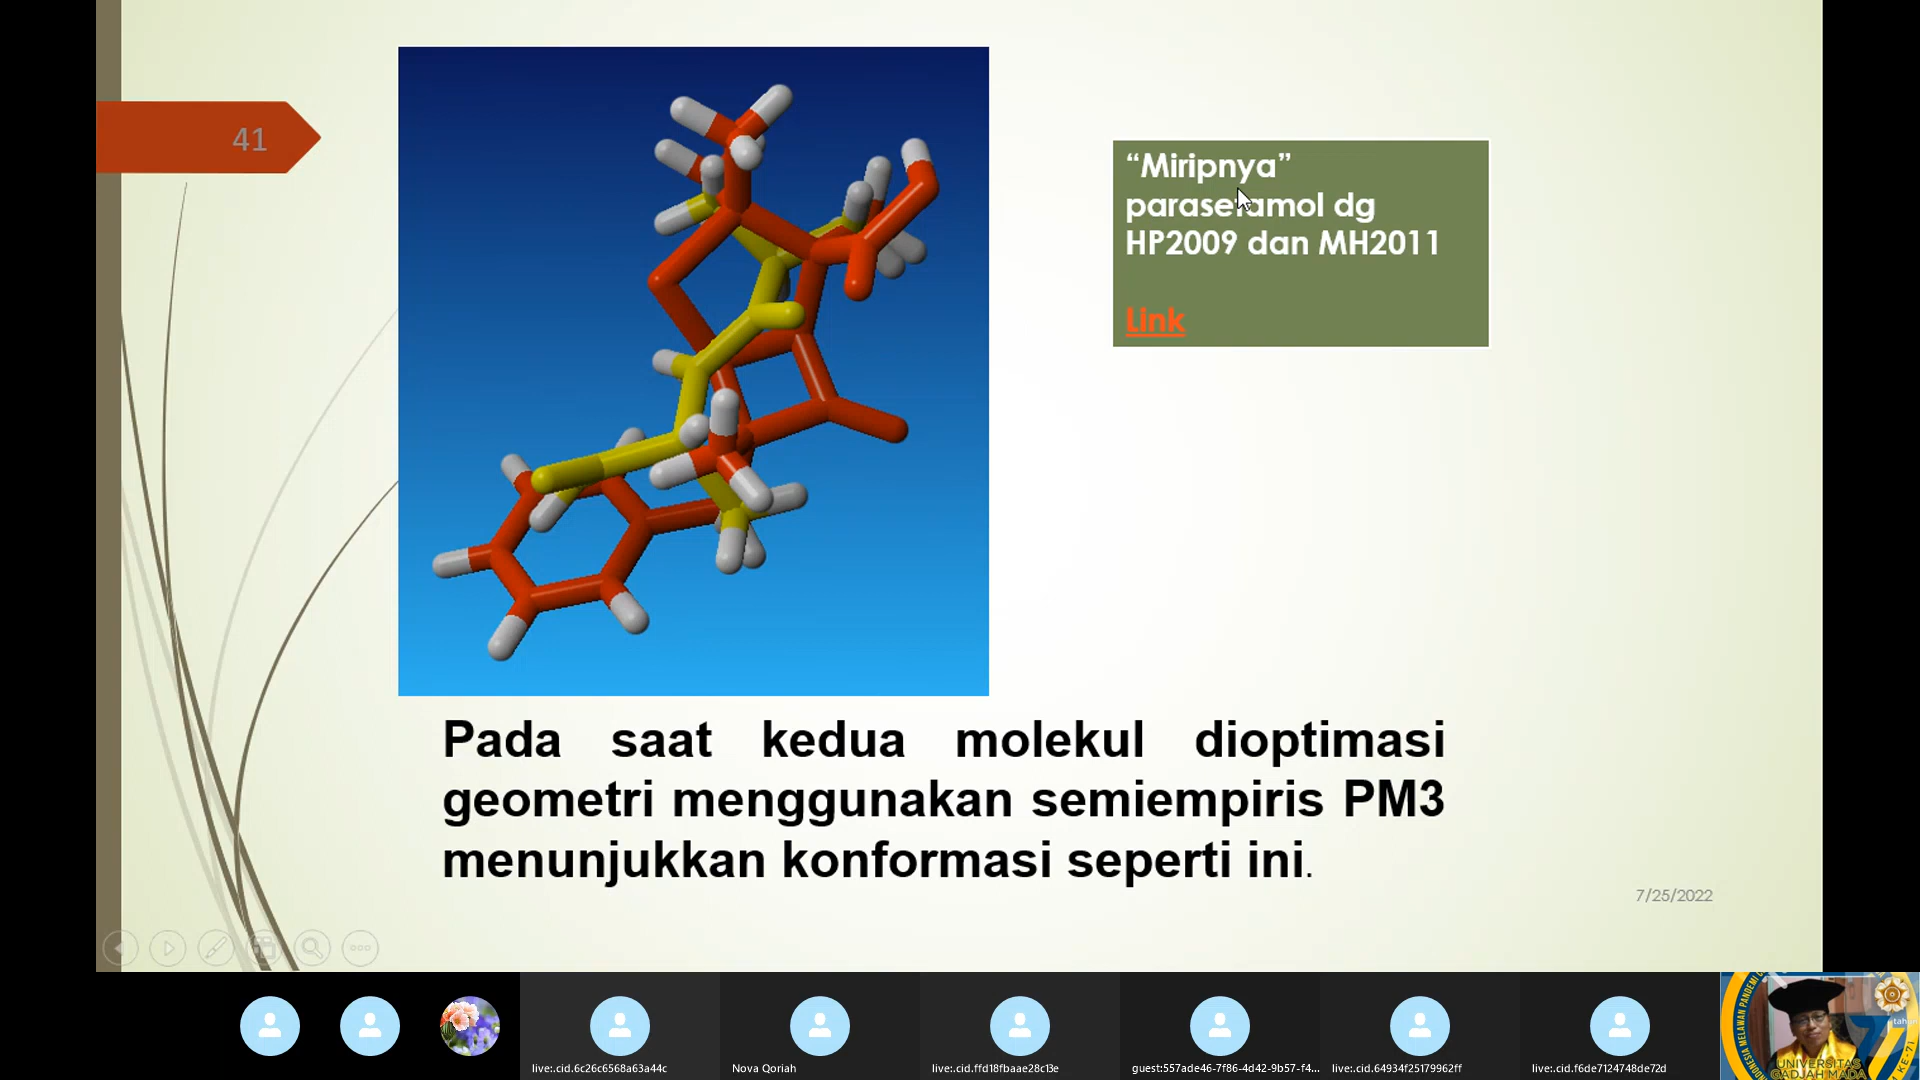 41
“Miripnya”
parasetamol dg
HP2009 dan MH2011
Link
Pada saat kedua molekul dioptimasi
geometri menggunakan semiempiris PM3
menunjukkan konformasi seperti ini.
7/25/2022
live:.cid.6c26c6568a63a44c
Nova Qoriah
live:.cid.ffd18fbaae28c13e
guest:557ade46-7f86-4d42-9b57-f4...
live:.cid.64934f25179962ff
live:.cid.f6de7124748de72d
UNIVERSITAS
GADJAH MADA